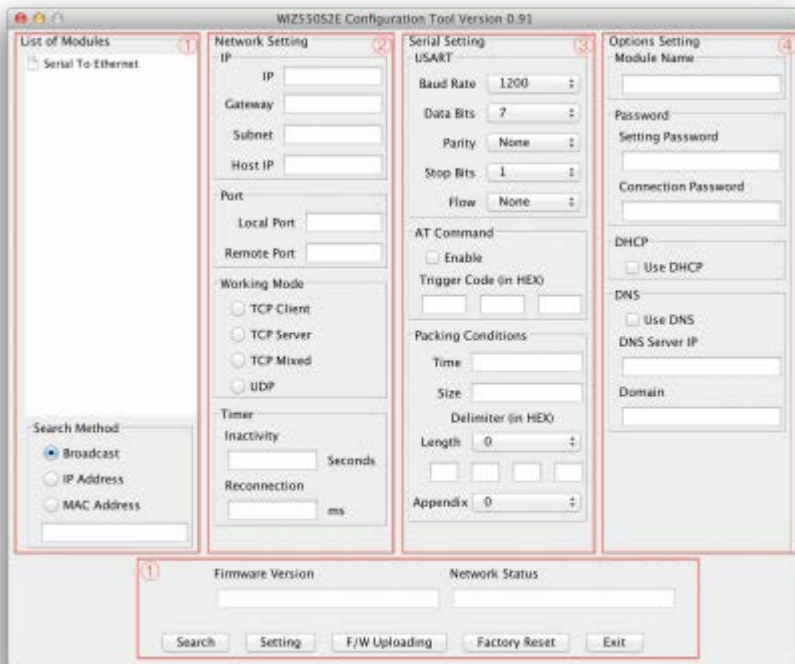 WIZ550S2E Configuration Tool Version 0.91
List of Modules ①
Serial To Ethernet
Search Method
Broadcast
IP Address
MAC Address
Network Setting ②
IP
IP
Gateway
Subnet
Host IP
Port
Local Port
Remote Port
Working Mode
TCP Client
TCP Server
TCP Mixed
UDP
Timer
Inactivity
Seconds
Reconnection
ms
Serial Setting ③
USART
Baud Rate 1200
Data Bits 7
Parity None
Stop Bits 1
Flow None
AT Command
Enable
Trigger Code (in HEX)
Packing Conditions
Time
Size
Delimiter (in HEX)
Length 0
Appendix 0
Options Setting ④
Module Name
Password
Setting Password
Connection Password
DHCP
Use DHCP
DNS
Use DNS
DNS Server IP
Domain
①
Firmware Version Network Status
Search Setting F/W Uploading Factory Reset Exit